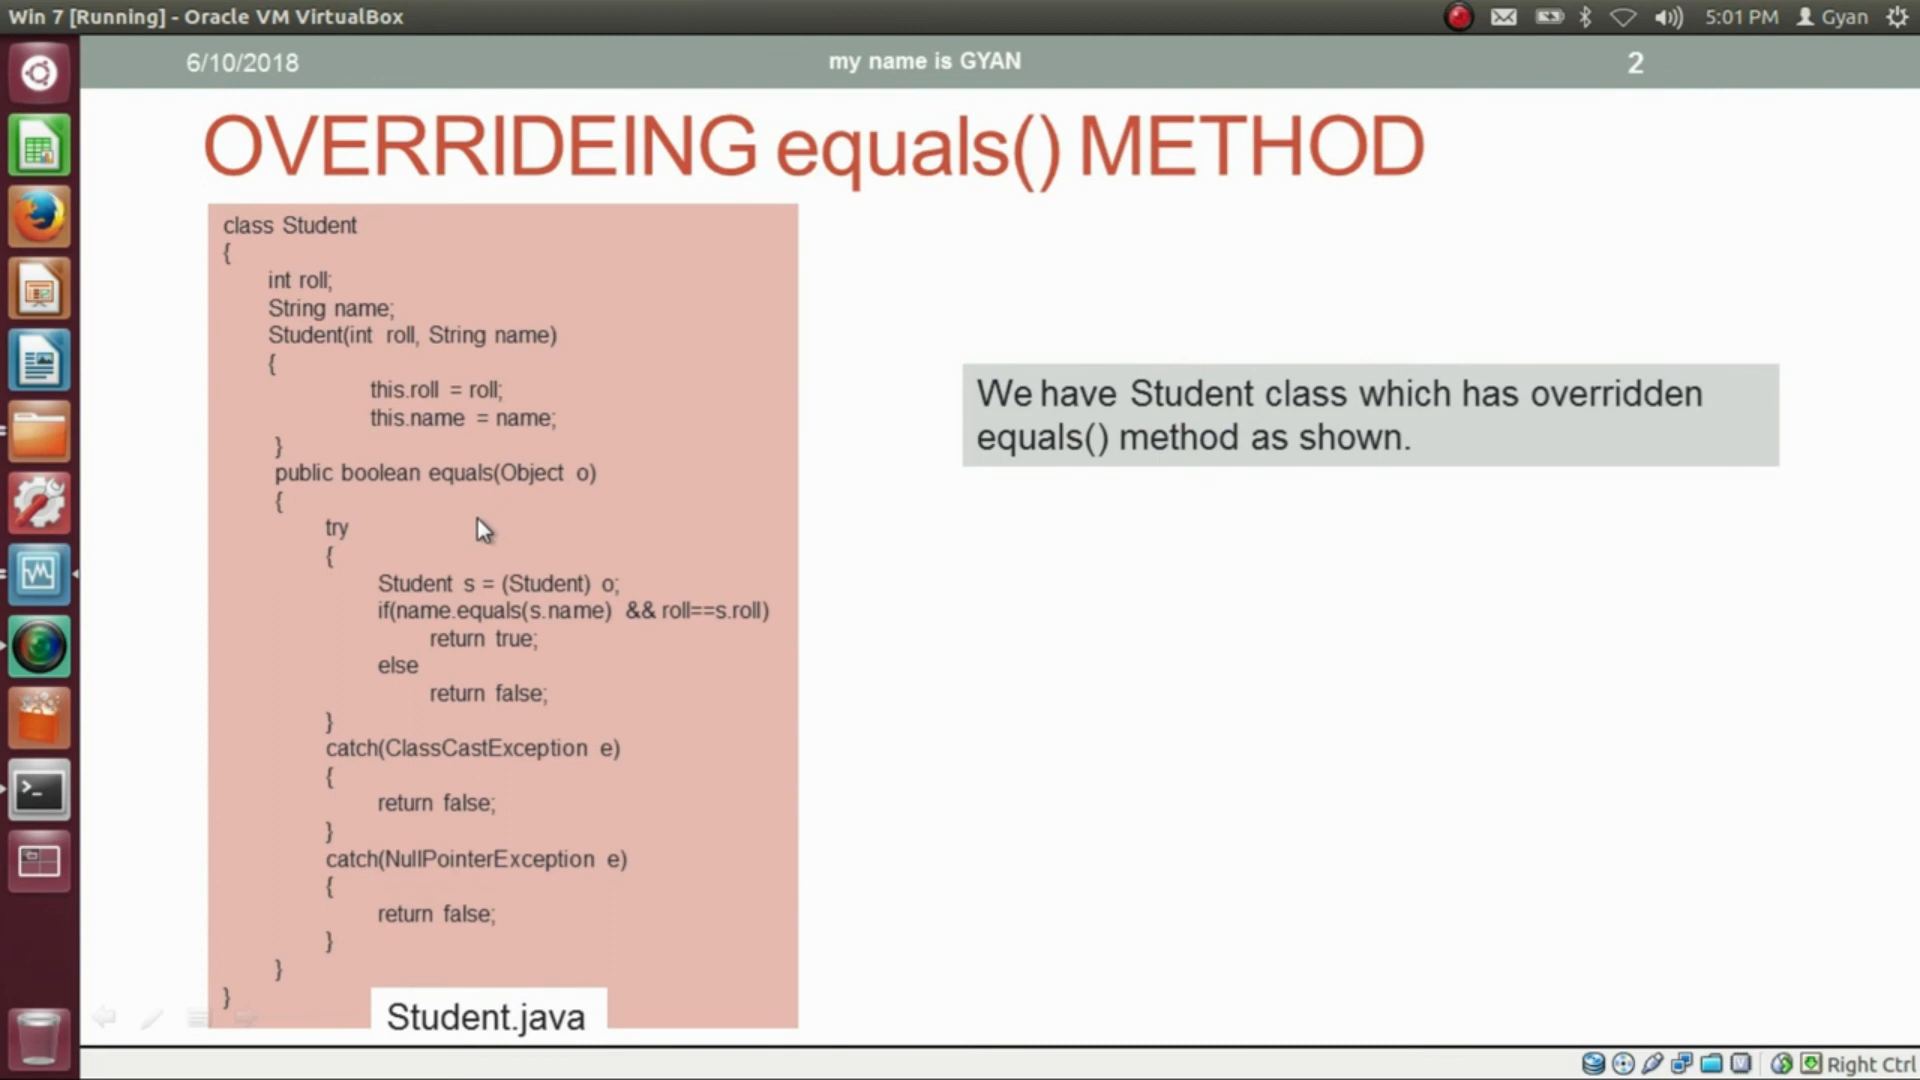 Win 7 [Running] - Oracle VM VirtualBox
5:01 PM Gyan
6/10/2018 my name is GYAN 2
OVERRIDEING equals() METHOD
class Student
{
int roll;
String name;
Student(int roll, String name)
{
this.roll = roll;
this.name = name;
}
public boolean equals(Object o)
{
try
{
Student s = (Student) o;
if(name.equals(s.name) && roll==s.roll)
return true;
else
return false;
}
catch(ClassCastException e)
{
return false;
}
catch(NullPointerException e)
{
return false;
}
}
}
Student.java
We have Student class which has overridden
equals() method as shown.
Right Ctrl